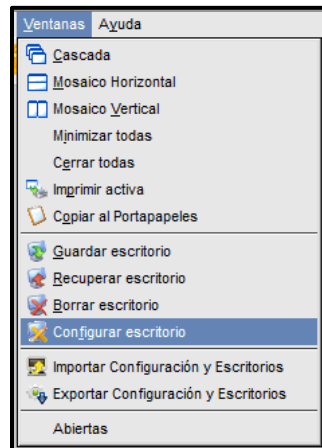 Ventanas Ayuda
Cascada
Mosaico Horizontal
Mosaico Vertical
Minimizar todas
Cerrar todas
Imprimir activa
Copiar al Portapapeles
Guardar escritorio
Recuperar escritorio
Borrar escritorio
Configurar escritorio
Importar Configuración y Escritorios
Exportar Configuración y Escritorios
Abiertas